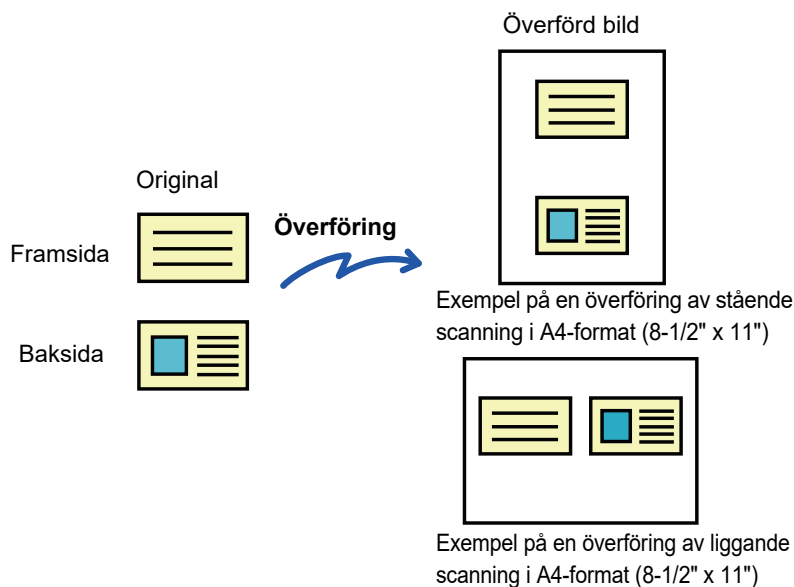 Överförd bild
Original
Framsida
Överföring
Baksida
Exempel på en överföring av stående
scanning i A4-format (8-1/2" x 11")
Exempel på en överföring av liggande
scanning i A4-format (8-1/2" x 11")